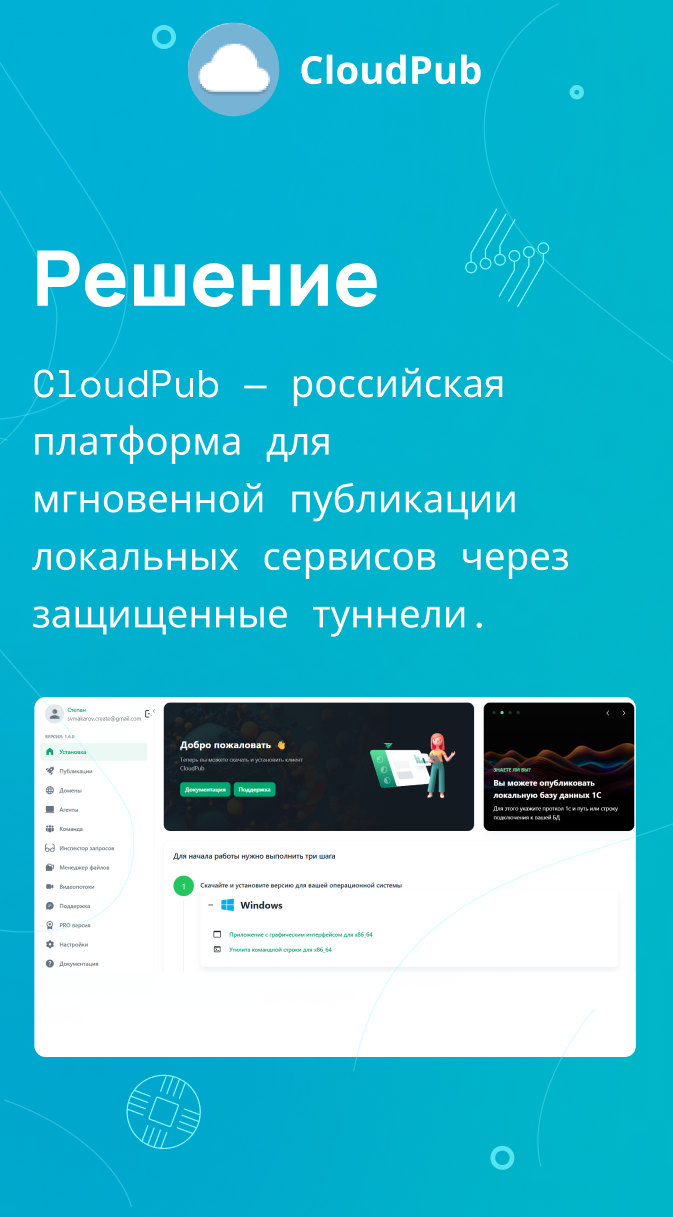 CloudPub
Решение
CloudPub — российская
платформа для
мгновенной публикации
локальных сервисов через
защищенные туннели.
Степан
svmakarov.create@gmail.com
ВЕРСИЯ: 1.6.0
Установка
Публикации
Домены
Агенты
Команда
Инспектор запросов
Менеджер файлов
Видеопотоки
Поддержка
PRO версия
Настройки
Документация
Добро пожаловать 👋
Теперь вы можете скачать и установить клиент
CloudPub
Документация
Поддержка
ЗНАЕТЕ ЛИ ВЫ?
Вы можете опубликовать
локальную базу данных 1С
Для этого укажите протокол 1с и путь или строку
подключения к вашей БД
Для начала работы нужно выполнить три шага
1
Скачайте и установите версию для вашей операционной системы
Windows
Приложение с графическим интерфейсом для x86_64
Утилита командной строки для x86_64